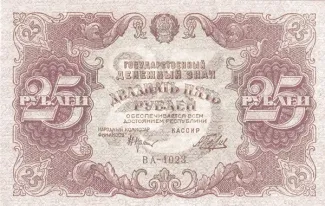 ГОСУДАРСТВЕННЫЙ
ДЕНЕЖНЫЙ ЗНАК
25
РУБЛЕЙ
ДВАДЦАТЬ ПЯТЬ
РУБЛЕЙ
25
РУБЛЕЙ
ОБЕСПЕЧИВАЕТСЯ ВСЕМ
ДОСТОЯНИЕМ РЕСПУБЛИКИ
НАРОДНЫЙ КОМИССАР
ФИНАНСОВ
КАССИР
ВА-1023